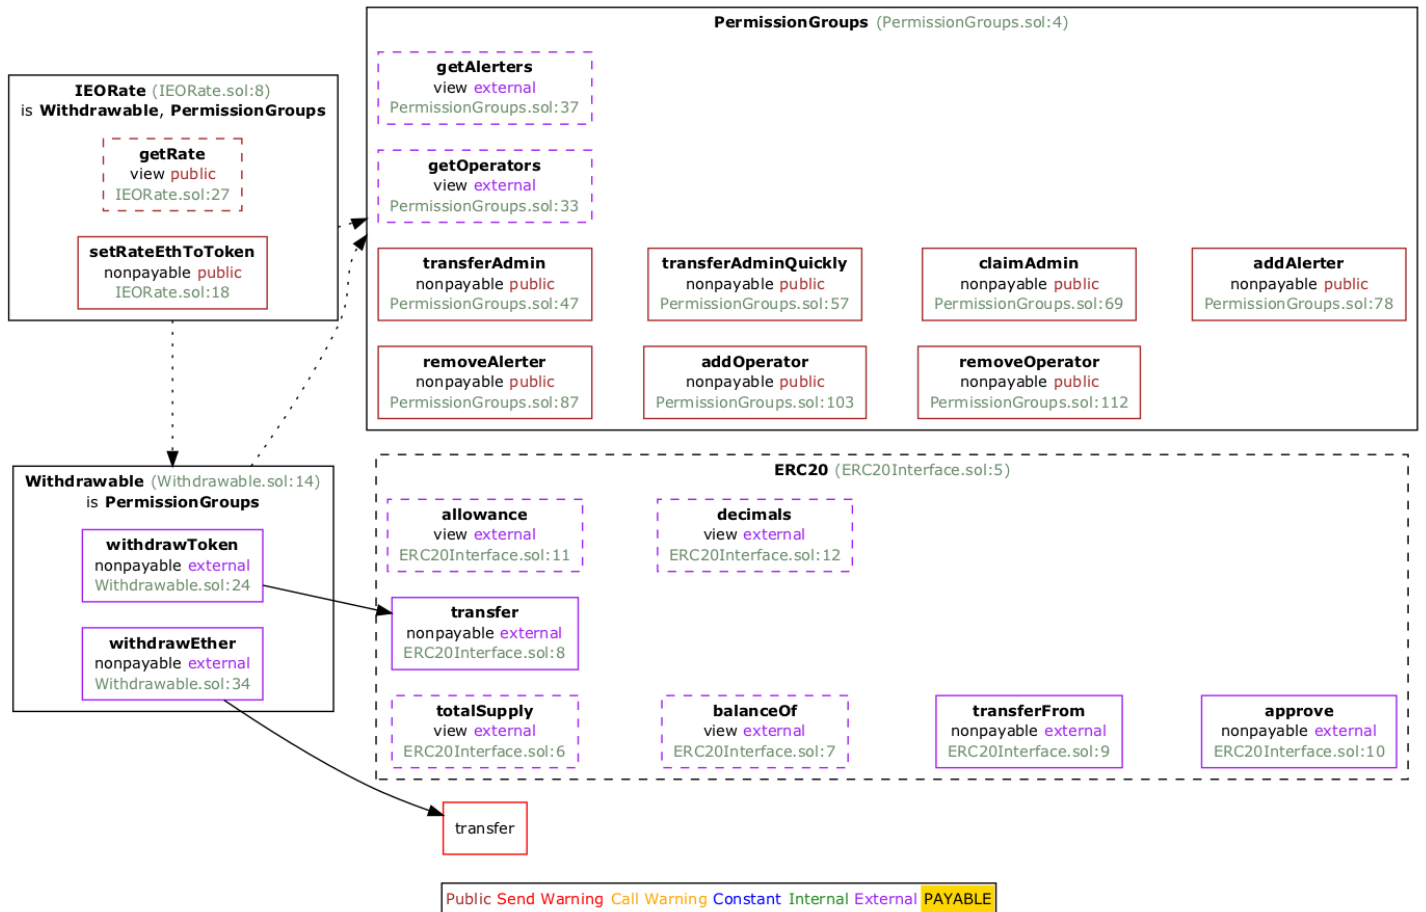 PermissionGroups (PermissionGroups.sol:4)
getAlerters
view external
PermissionGroups.sol:37
getOperators
view external
PermissionGroups.sol:33
transferAdmin
nonpayable public
PermissionGroups.sol:47
transferAdminQuickly
nonpayable public
PermissionGroups.sol:57
claimAdmin
nonpayable public
PermissionGroups.sol:69
addAlerter
nonpayable public
PermissionGroups.sol:78
removeAlerter
nonpayable public
PermissionGroups.sol:87
addOperator
nonpayable public
PermissionGroups.sol:103
removeOperator
nonpayable public
PermissionGroups.sol:112
IEORate (IEORate.sol:8)
is Withdrawable, PermissionGroups
getRate
view public
IEORate.sol:27
setRateEthToToken
nonpayable public
IEORate.sol:18
Withdrawable (Withdrawable.sol:14)
is PermissionGroups
withdrawToken
nonpayable external
Withdrawable.sol:24
withdrawEther
nonpayable external
Withdrawable.sol:34
ERC20 (ERC20Interface.sol:5)
allowance
view external
ERC20Interface.sol:11
decimals
view external
ERC20Interface.sol:12
transfer
nonpayable external
ERC20Interface.sol:8
totalSupply
view external
ERC20Interface.sol:6
balanceOf
view external
ERC20Interface.sol:7
transferFrom
nonpayable external
ERC20Interface.sol:9
approve
nonpayable external
ERC20Interface.sol:10
transfer
Public Send Warning Call Warning Constant Internal External PAYABLE